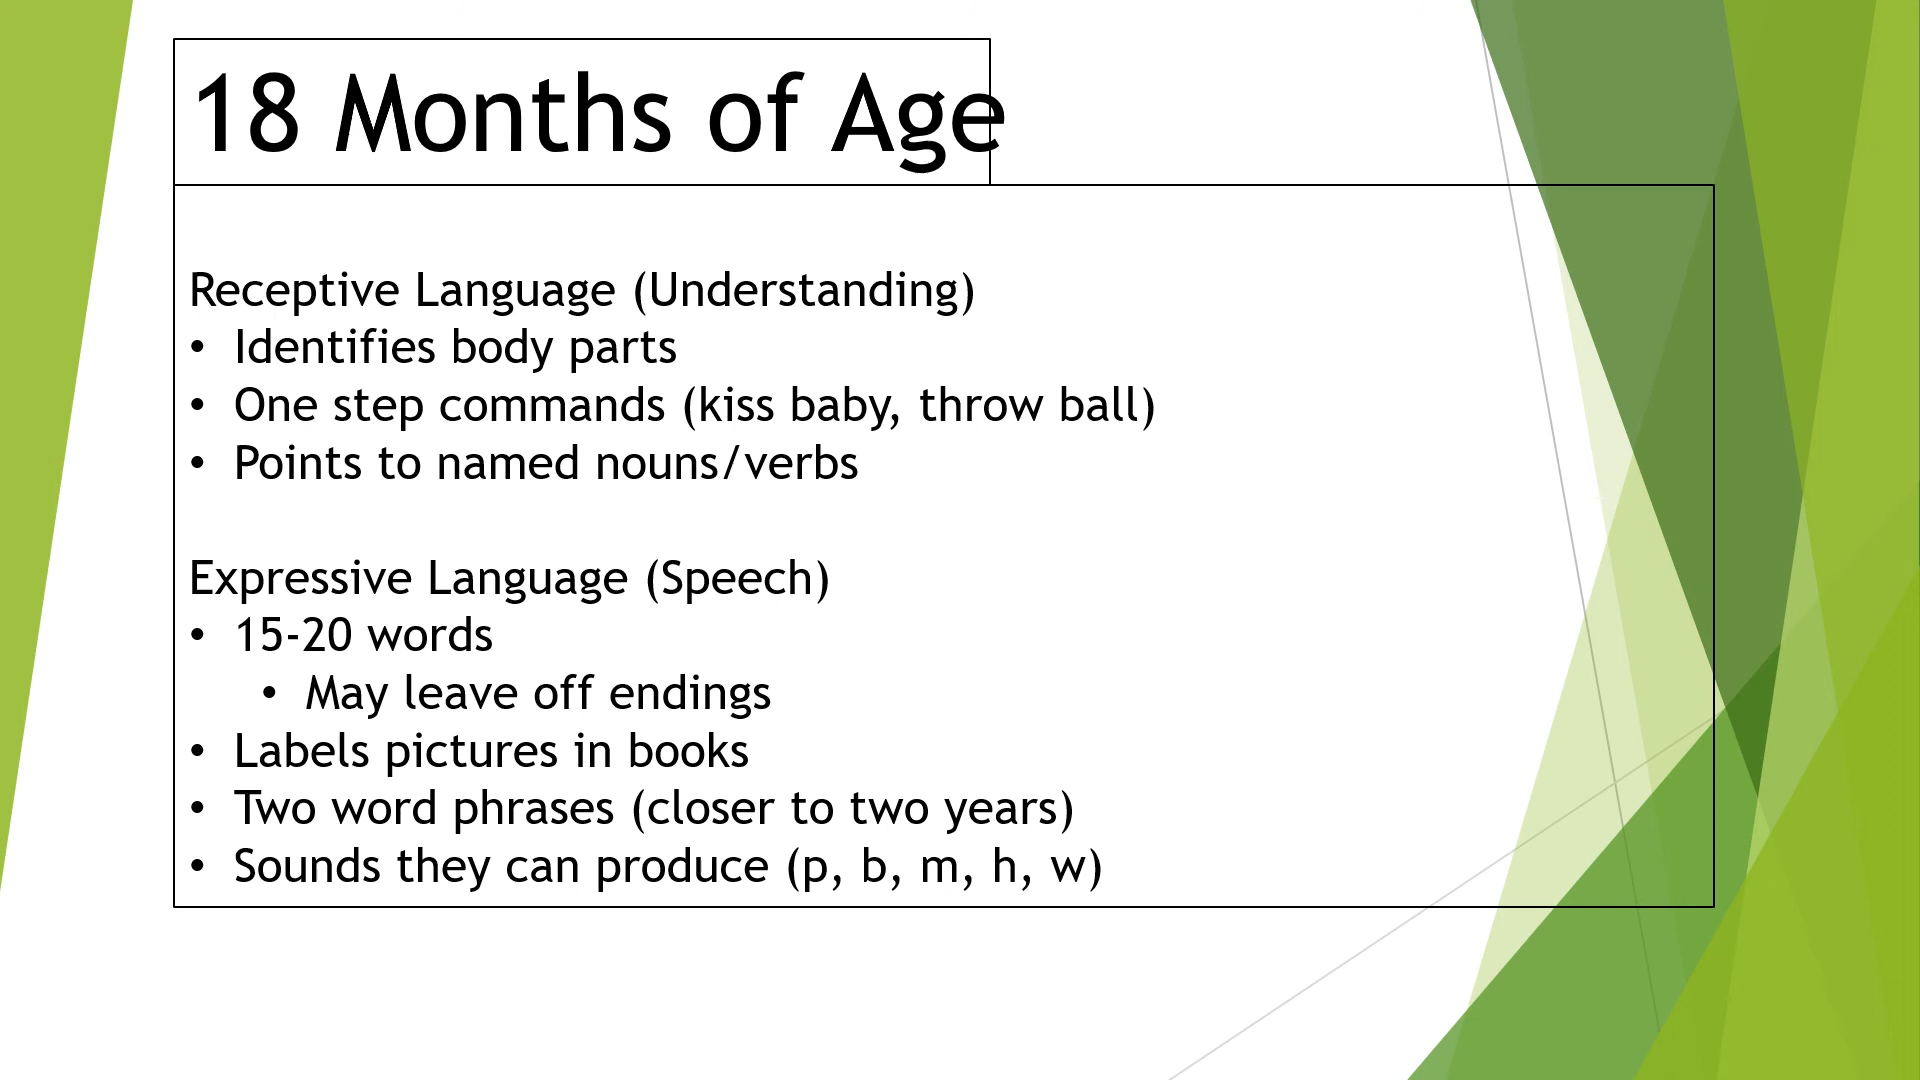 18 Months of Age
Receptive Language (Understanding)
• Identifies body parts
• One step commands (kiss baby, throw ball)
• Points to named nouns/verbs
Expressive Language (Speech)
• 15-20 words
• May leave off endings
• Labels pictures in books
• Two word phrases (closer to two years)
• Sounds they can produce (p, b, m, h, w)